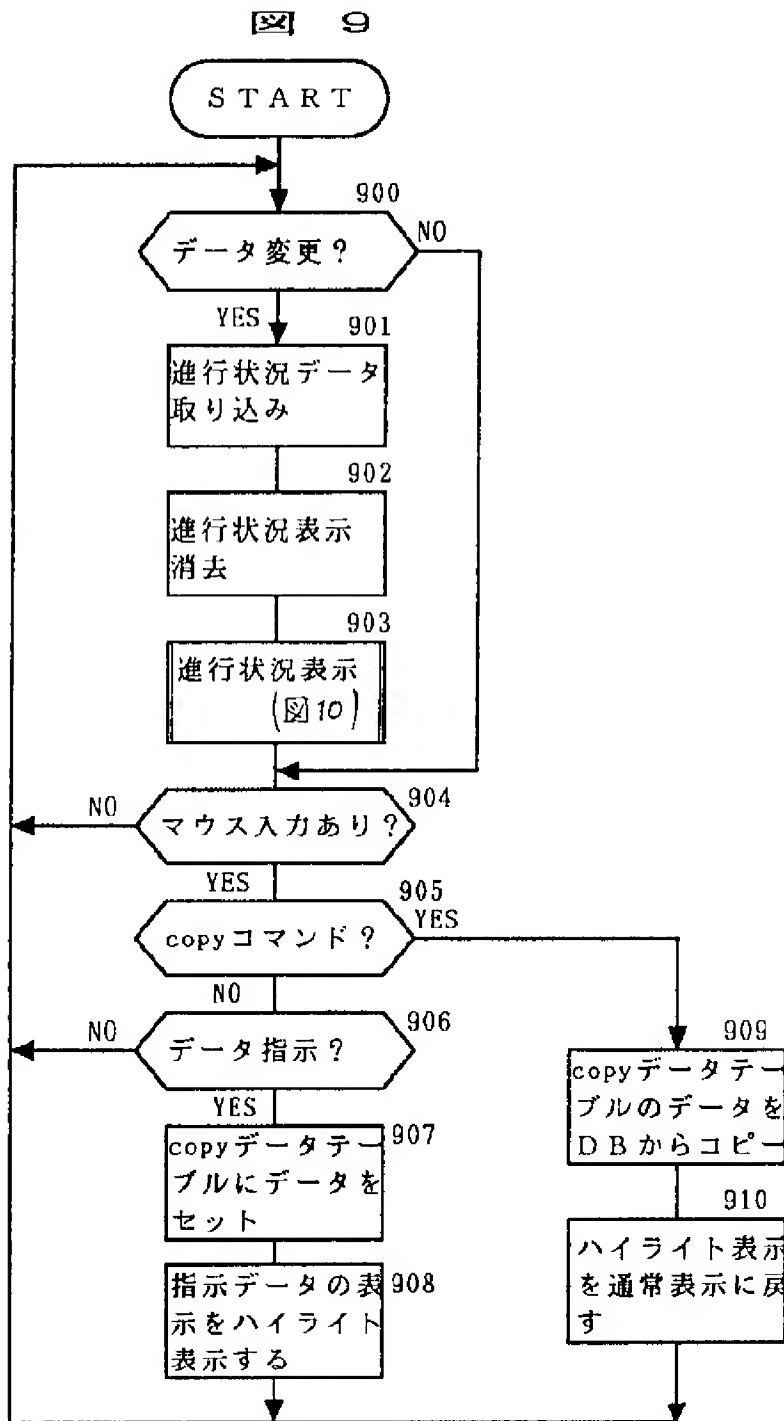 図 9
START
900
データ変更?
NO
YES
901
進行状況データ
取り込み
902
進行状況表示
消去
903
進行状況表示
(図10)
904
マウス入力あり?
NO
YES
905
copyコマンド?
YES
NO
906
データ指示?
NO
YES
907
copyデータテー
ブルにデータを
セット
908
指示データの表
示をハイライト
表示する
909
copyデータテー
ブルのデータを
DBからコピー
910
ハイライト表示
を通常表示に戻
す